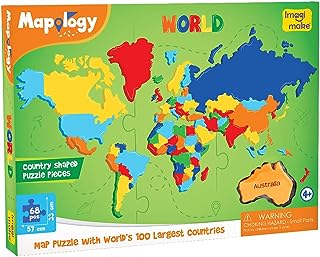 Mapology
WORLD
Imagi
make
WORLD
Country Shaped
Puzzle Pieces
68
pcs
33 cm
57 cm
Australia
4+
WARNING
CHOKING HAZARD - Small Parts
Map Puzzle with World's 100 Largest Countries